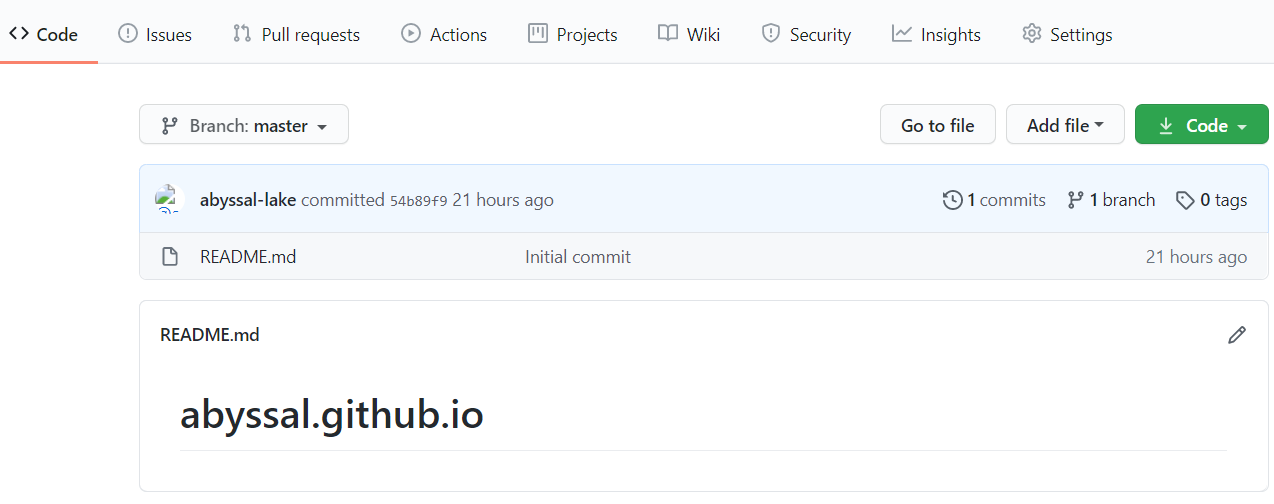 Code Issues Pull requests Actions Projects Wiki Security Insights Settings
Branch: master Go to file Add file Code
abyssal-lake committed 54b89f9 21 hours ago 1 commits 1 branch 0 tags
README.md Initial commit 21 hours ago
README.md
abyssal.github.io